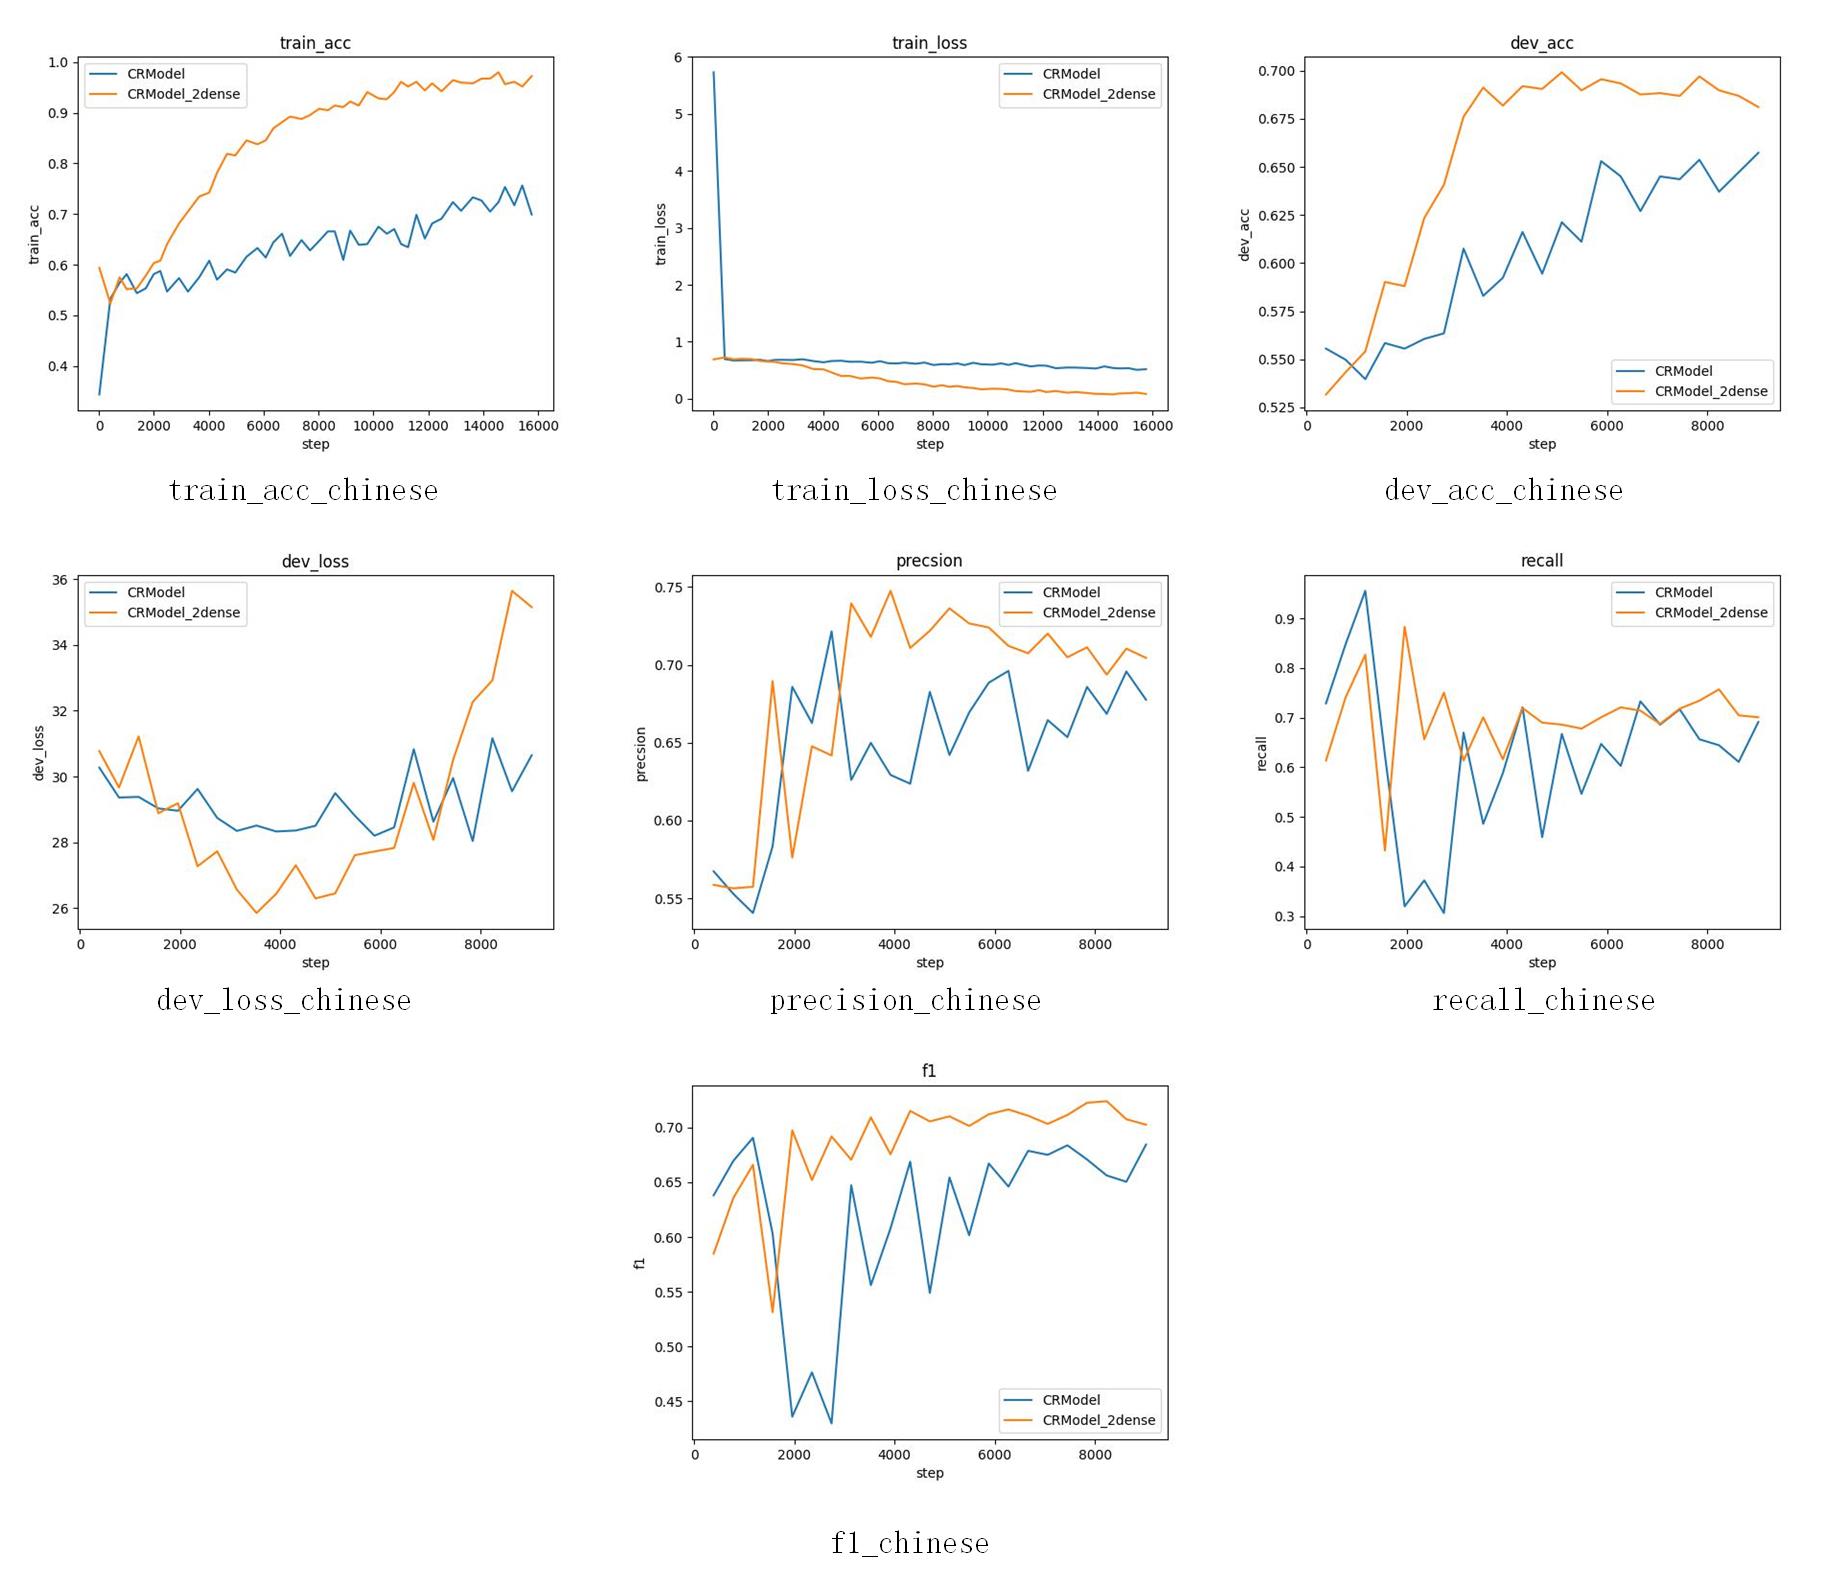 train_acc
CRModel
CRModel_2dense
1.0
0.9
0.8
0.7
0.6
0.5
0.4
train_acc
0 2000 4000 6000 8000 10000 12000 14000 16000
step
train_acc_chinese
train_loss
CRModel
CRModel_2dense
6
5
4
3
2
1
0
train_loss
0 2000 4000 6000 8000 10000 12000 14000 16000
step
train_loss_chinese
dev_acc
0.700
0.675
0.650
0.625
0.600
0.575
0.550
0.525
dev_acc
CRModel
CRModel_2dense
0 2000 4000 6000 8000
step
dev_acc_chinese
dev_loss
CRModel
CRModel_2dense
36
34
32
30
28
26
dev_loss
0 2000 4000 6000 8000
step
dev_loss_chinese
precsion
CRModel
CRModel_2dense
0.75
0.70
0.65
0.60
0.55
precsion
0 2000 4000 6000 8000
step
precision_chinese
recall
CRModel
CRModel_2dense
0.9
0.8
0.7
0.6
0.5
0.4
0.3
recall
0 2000 4000 6000 8000
step
recall_chinese
f1
0.70
0.65
0.60
0.55
0.50
0.45
f1
CRModel
CRModel_2dense
0 2000 4000 6000 8000
step
f1_chinese